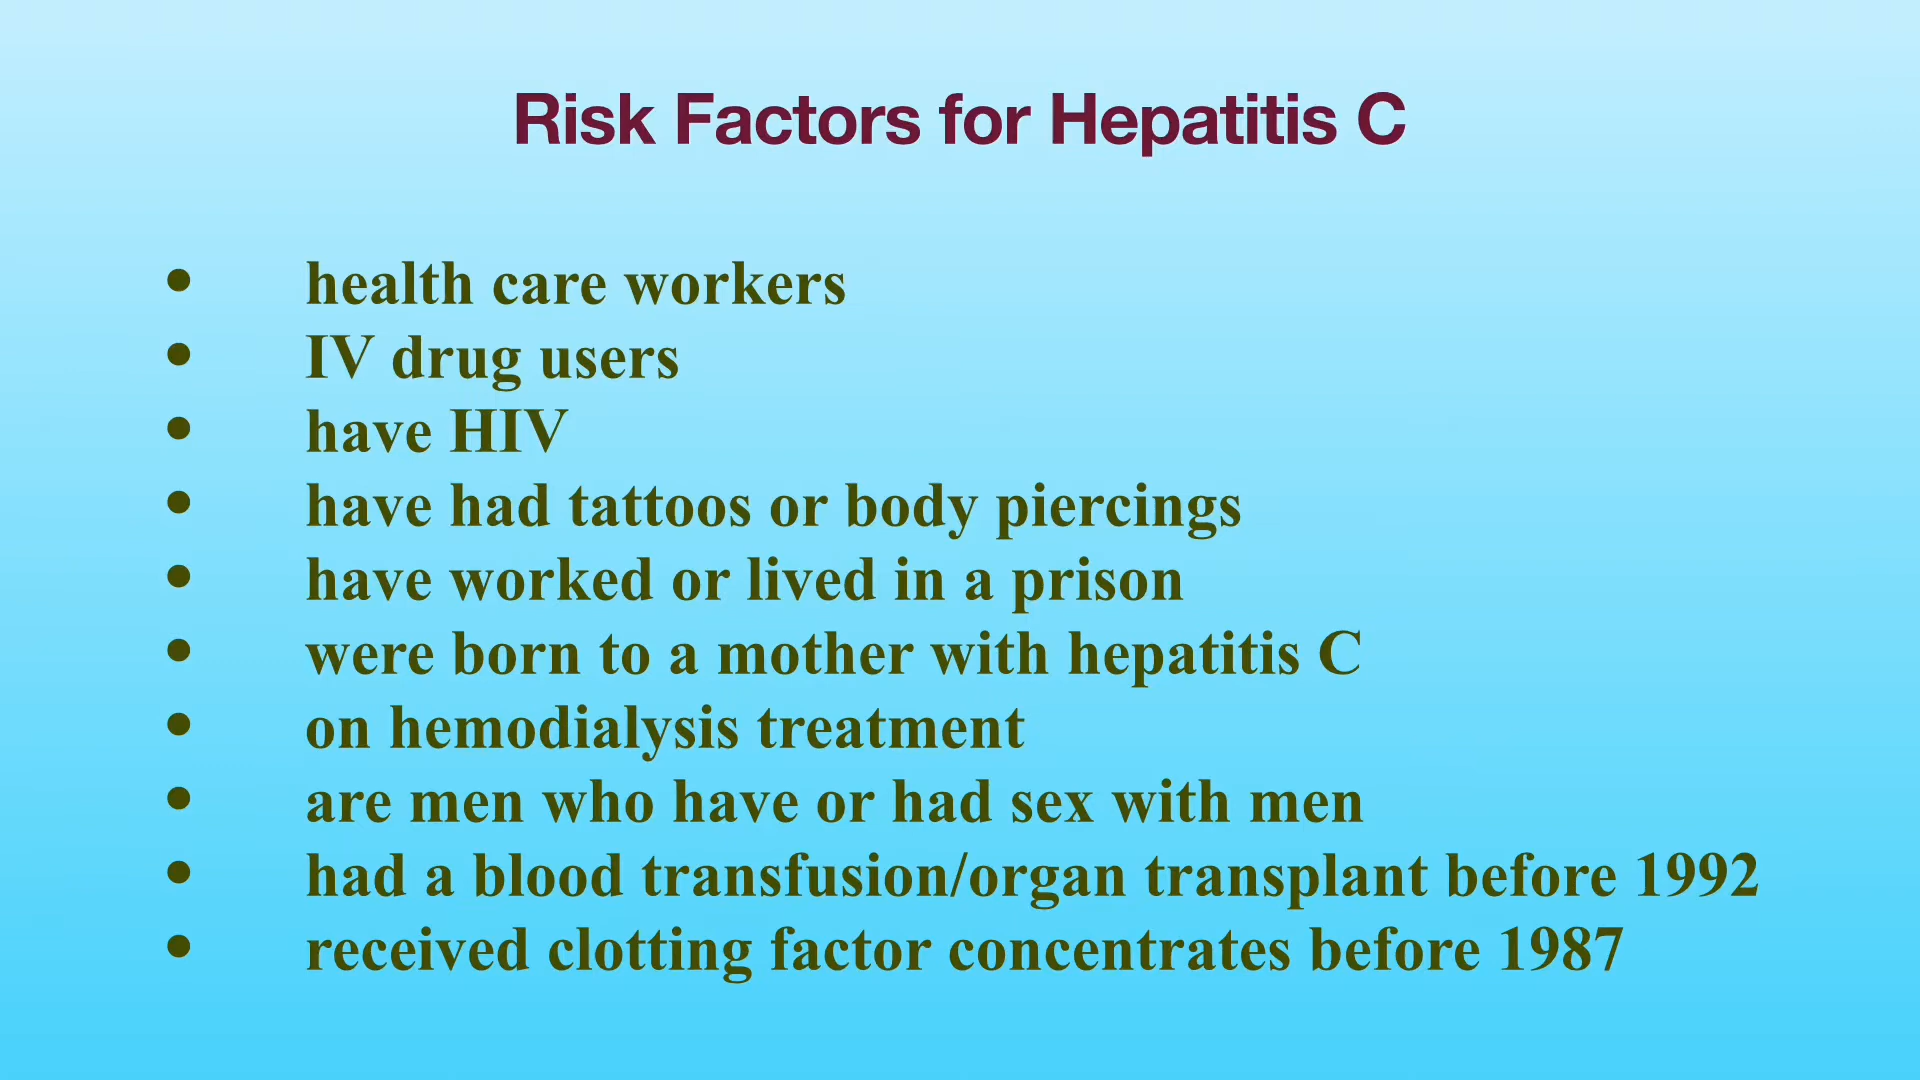 Risk Factors for Hepatitis C
• health care workers
• IV drug users
• have HIV
• have had tattoos or body piercings
• have worked or lived in a prison
• were born to a mother with hepatitis C
• on hemodialysis treatment
• are men who have or had sex with men
• had a blood transfusion/organ transplant before 1992
• received clotting factor concentrates before 1987